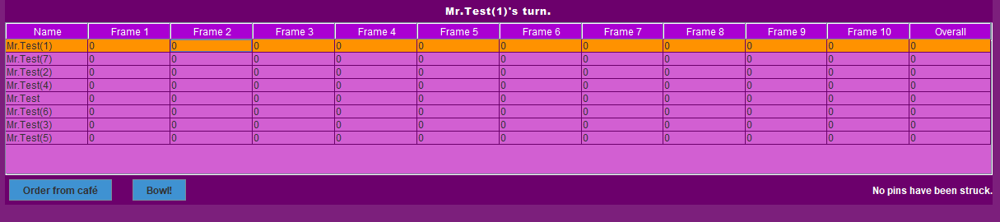 Mr.Test(1)'s turn.
Name Frame 1 Frame 2 Frame 3 Frame 4 Frame 5 Frame 6 Frame 7 Frame 8 Frame 9 Frame 10 Overall
Mr.Test(1) 0 0 0 0 0 0 0 0 0 0 0
Mr.Test(7) 0 0 0 0 0 0 0 0 0 0 0
Mr.Test(2) 0 0 0 0 0 0 0 0 0 0 0
Mr.Test(4) 0 0 0 0 0 0 0 0 0 0 0
Mr.Test 0 0 0 0 0 0 0 0 0 0 0
Mr.Test(6) 0 0 0 0 0 0 0 0 0 0 0
Mr.Test(3) 0 0 0 0 0 0 0 0 0 0 0
Mr.Test(5) 0 0 0 0 0 0 0 0 0 0 0
Order from café Bowl! No pins have been struck.